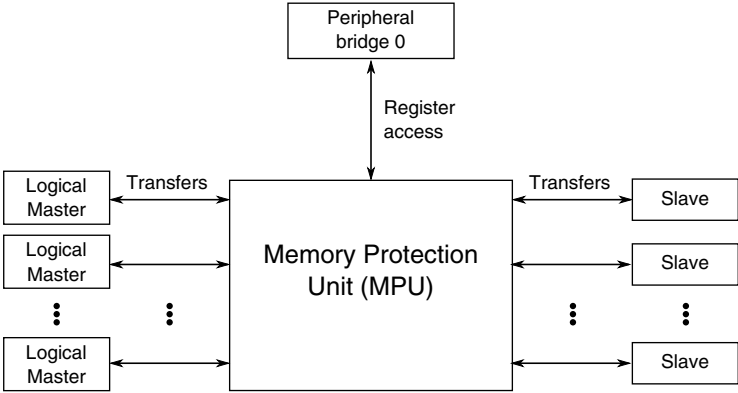 Peripheral
bridge 0
Register
access
Logical
Master
Transfers
Transfers
Slave
Logical
Master
Memory Protection
Unit (MPU)
Slave
Logical
Master
Slave